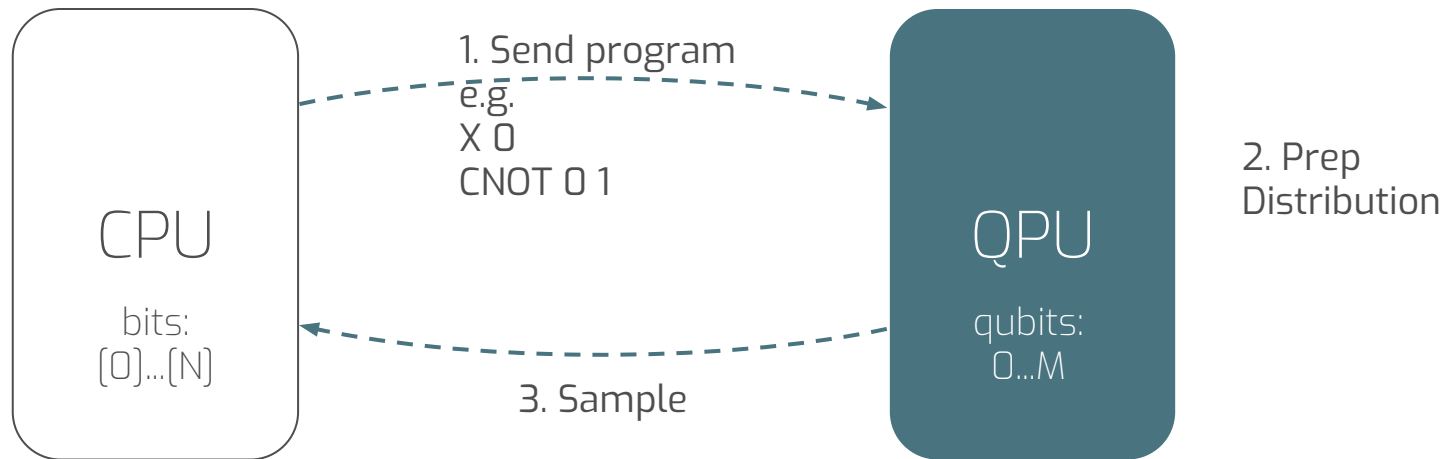 1. Send program
e.g.
X 0
CNOT 0 1
CPU
bits:
[0]...[N]
QPU
qubits:
0...M
2. Prep
Distribution
3. Sample